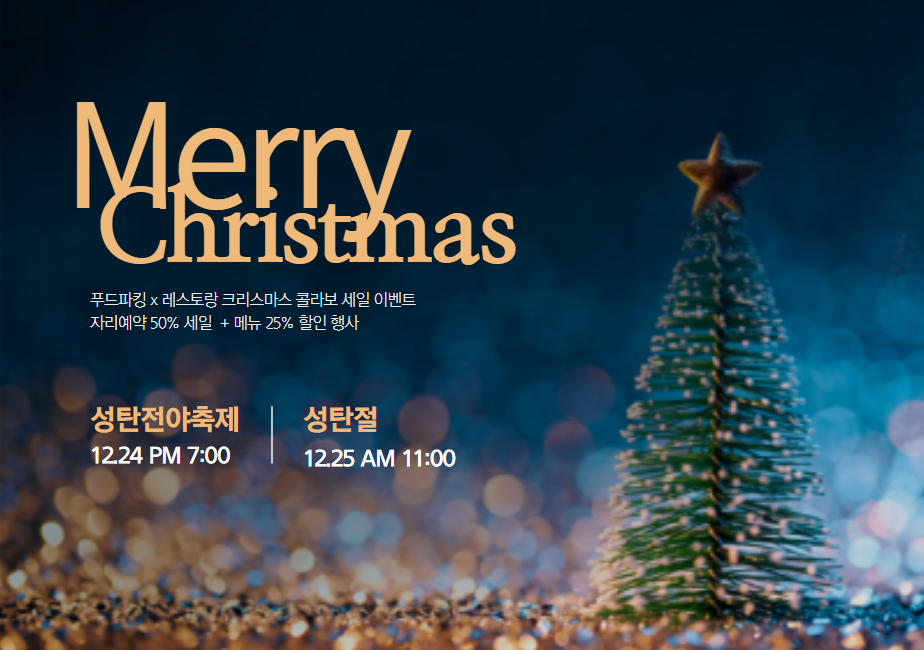 Merry
Christmas
푸드파킹 x 레스토랑 크리스마스 콜라보 세일 이벤트
자리예약 50% 세일 + 메뉴 25% 할인 행사
성탄전야축제
12.24 PM 7:00
성탄절
12.25 AM 11:00